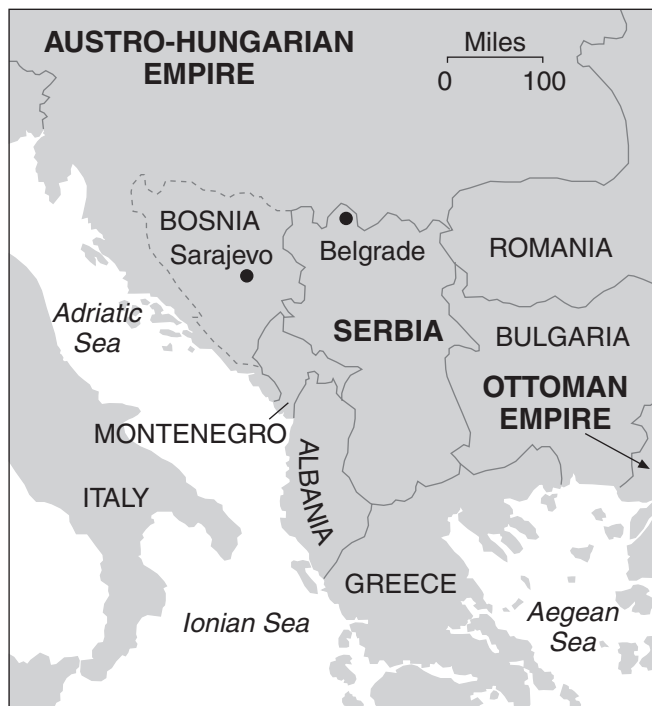 AUSTRO-HUNGARIAN
EMPIRE
Miles
0 100
BOSNIA
Sarajevo
Belgrade
ROMANIA
Adriatic
Sea
SERBIA
BULGARIA
OTTOMAN
EMPIRE
MONTENEGRO
ALBANIA
ITALY
GREECE
Ionian Sea
Aegean
Sea